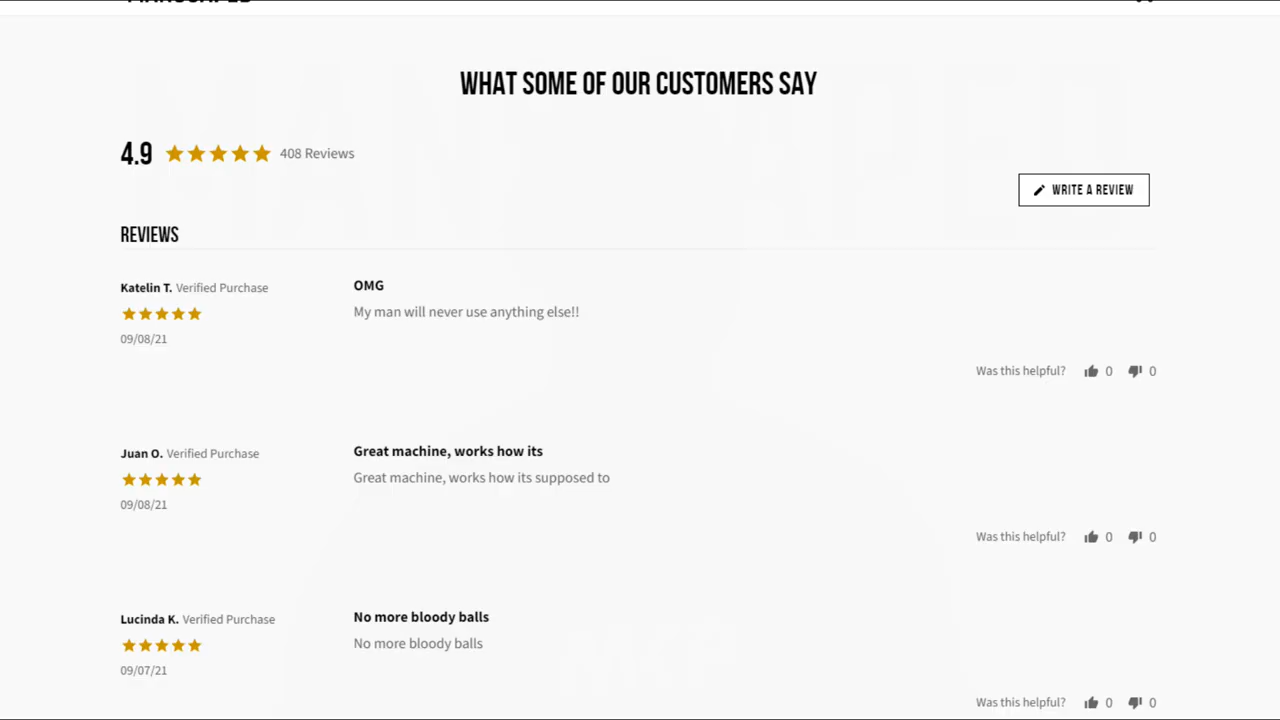 WHAT SOME OF OUR CUSTOMERS SAY
4.9 408 Reviews
WRITE A REVIEW
REVIEWS
Katelin T. Verified Purchase
OMG
My man will never use anything else!!
09/08/21
Was this helpful? 0 0
Juan O. Verified Purchase
Great machine, works how its
Great machine, works how its supposed to
09/08/21
Was this helpful? 0 0
Lucinda K. Verified Purchase
No more bloody balls
No more bloody balls
09/07/21
Was this helpful? 0 0